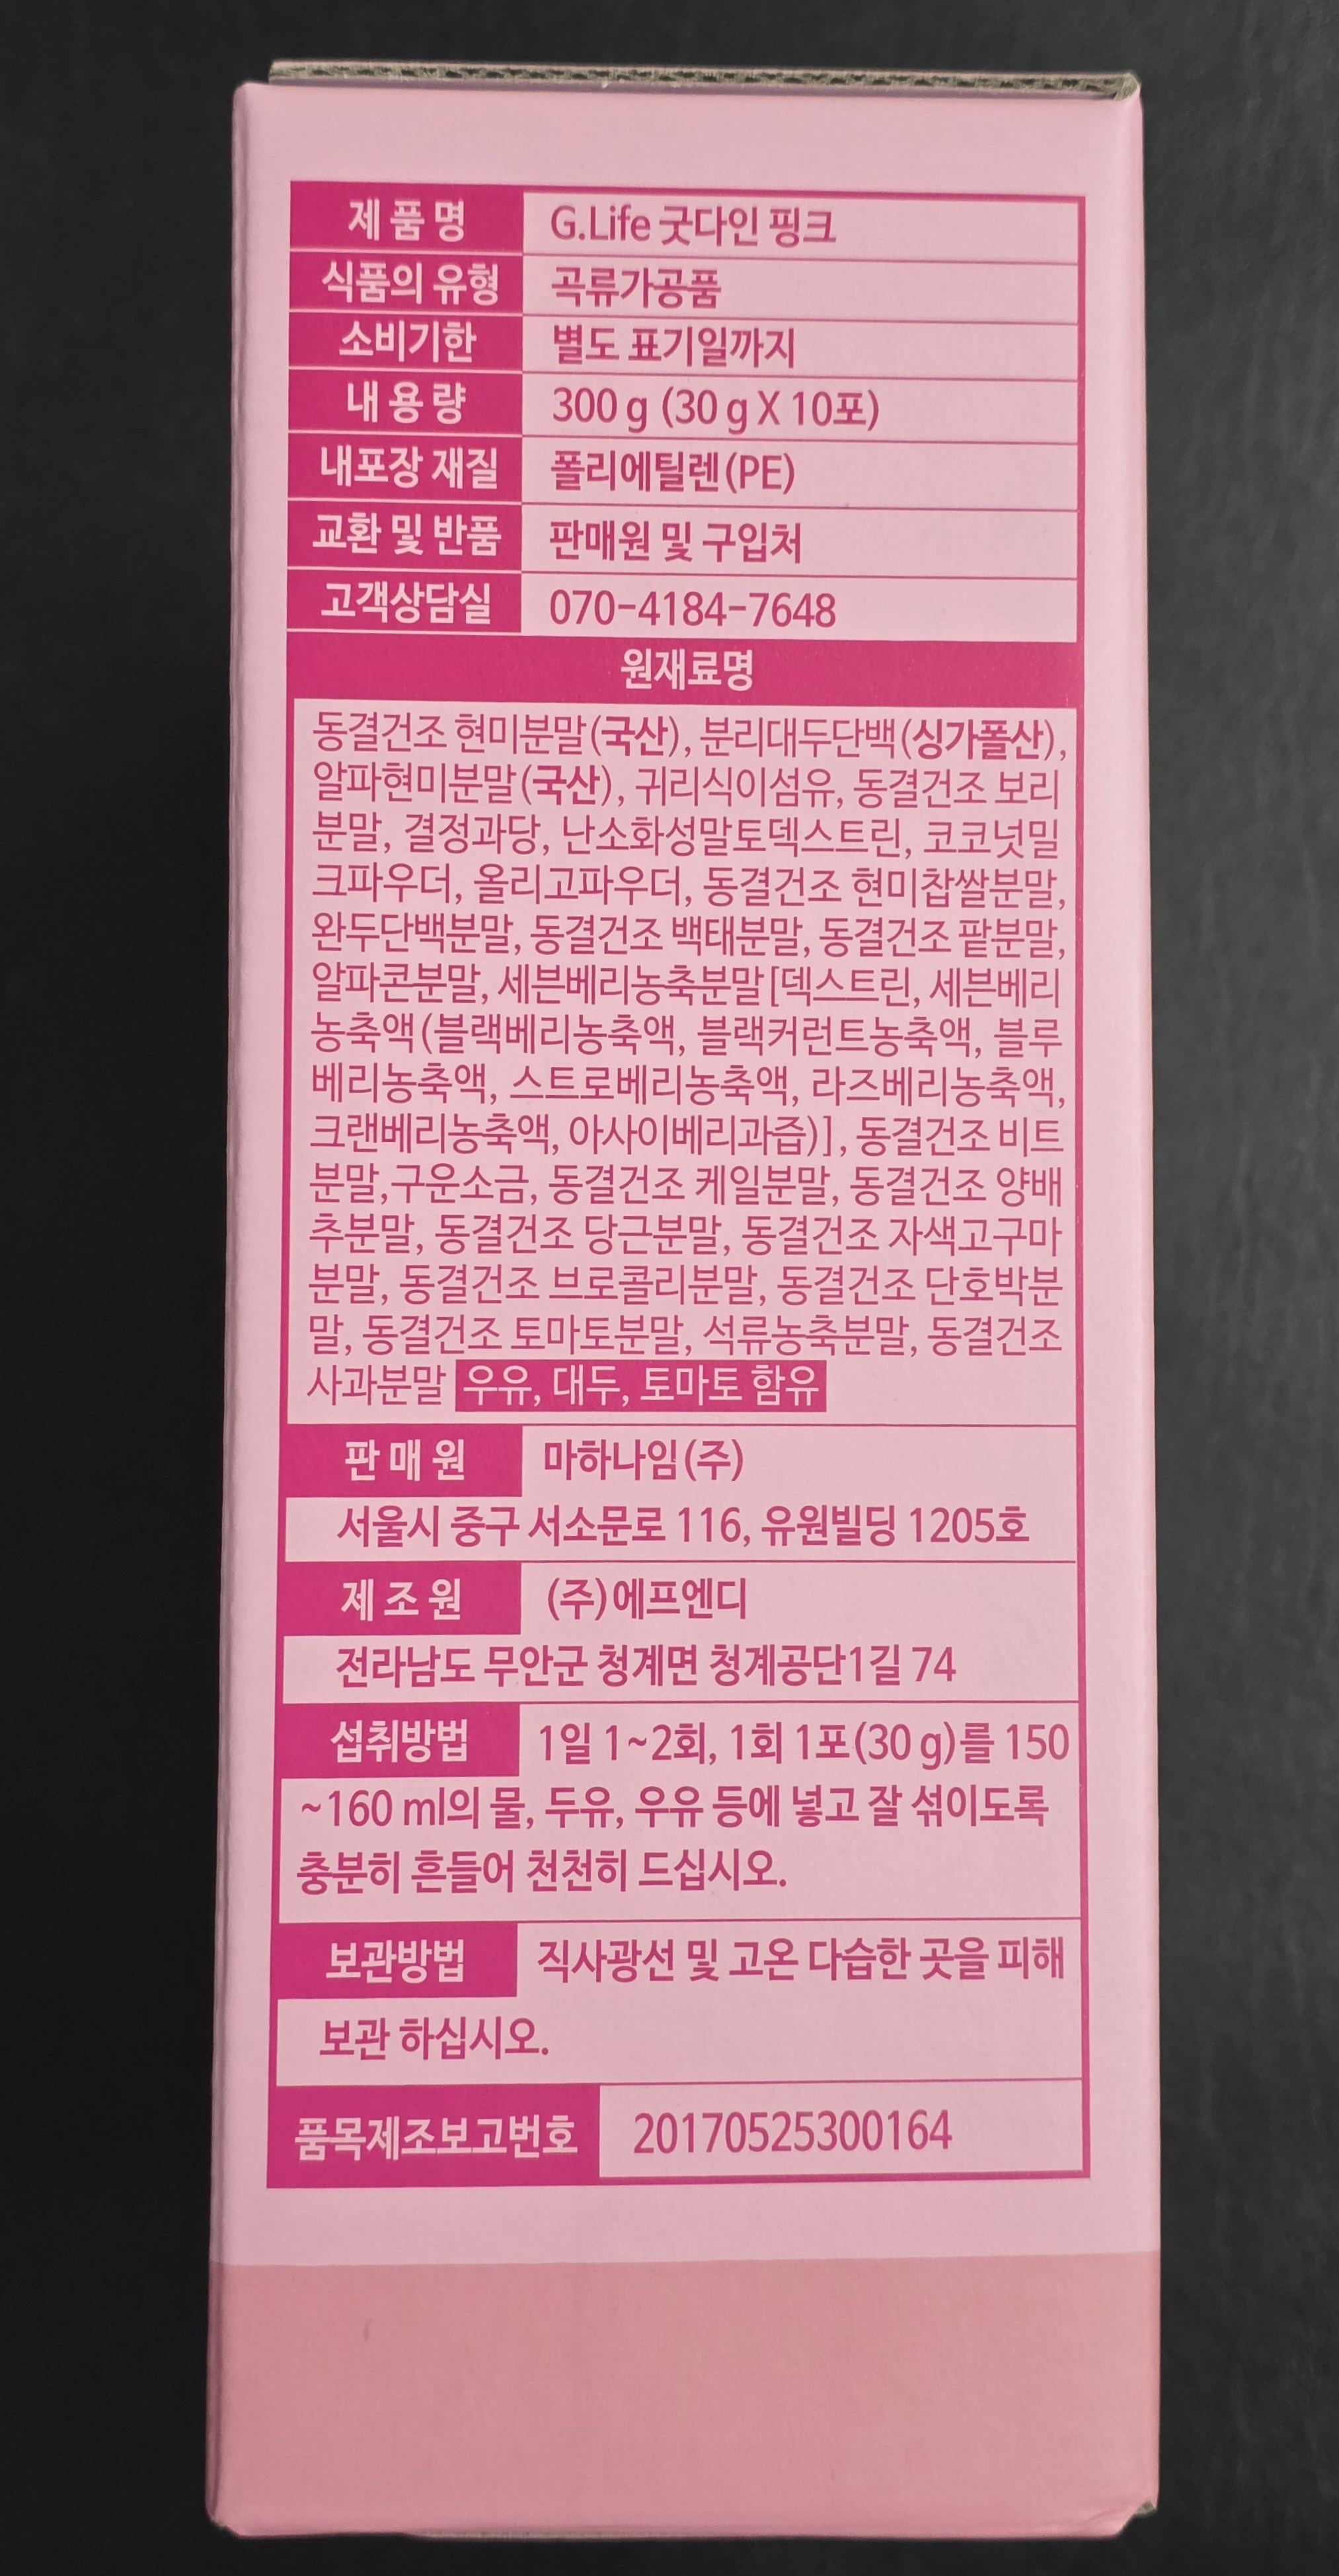 제 품 명 G.Life 굿다인 핑크
식품의 유형 곡류가공품
소비기한 별도 표기일까지
내 용 량 300 g (30 g X 10포)
내포장 재질 폴리에틸렌(PE)
교환 및 반품 판매원 및 구입처
고객상담실 070-4184-7648
원재료명
동결건조 현미분말(국산), 분리대두단백(싱가폴산),
알파현미분말(국산), 귀리식이섬유, 동결건조 보리
분말, 결정과당, 난소화성말토덱스트린, 코코넛밀
크파우더, 올리고파우더, 동결건조 현미찹쌀분말,
완두단백분말, 동결건조 백태분말, 동결건조 팥분말,
알파콘분말, 세븐베리농축분말[덱스트린, 세븐베리
농축액(블랙베리농축액, 블랙커런트농축액, 블루
베리농축액, 스트로베리농축액, 라즈베리농축액,
크랜베리농축액, 아사이베리과즙)], 동결건조 비트
분말,구운소금, 동결건조 케일분말, 동결건조 양배
추분말, 동결건조 당근분말, 동결건조 자색고구마
분말, 동결건조 브로콜리분말, 동결건조 단호박분
말, 동결건조 토마토분말, 석류농축분말, 동결건조
사과분말 우유, 대두, 토마토 함유
판 매 원 마하나임(주)
서울시 중구 서소문로 116, 유원빌딩 1205호
제 조 원 (주)에프엔디
전라남도 무안군 청계면 청계공단1길 74
섭취방법 1일 1~2회, 1회 1포(30 g)를 150
~160 ml의 물, 두유, 우유 등에 넣고 잘 섞이도록
충분히 흔들어 천천히 드십시오.
보관방법 직사광선 및 고온 다습한 곳을 피해
보관 하십시오.
품목제조보고번호 20170525300164